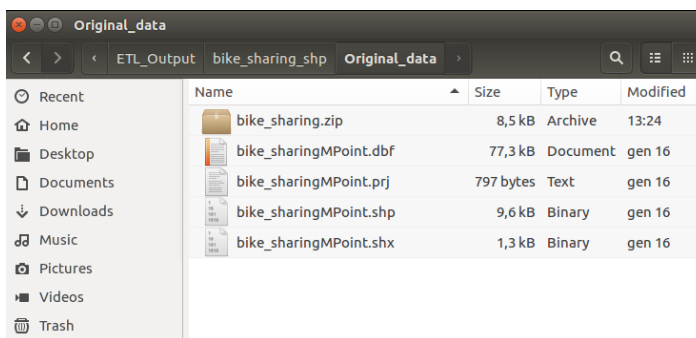 Original_data
ETL_Output bike_sharing_shp Original_data
Recent
Home
Desktop
Documents
Downloads
Music
Pictures
Videos
Trash
Name Size Type Modified
bike_sharing.zip 8,5 kB Archive 13:24
bike_sharingMPoint.dbf 77,3 kB Document gen 16
bike_sharingMPoint.prj 797 bytes Text gen 16
bike_sharingMPoint.shp 9,6 kB Binary gen 16
bike_sharingMPoint.shx 1,3 kB Binary gen 16